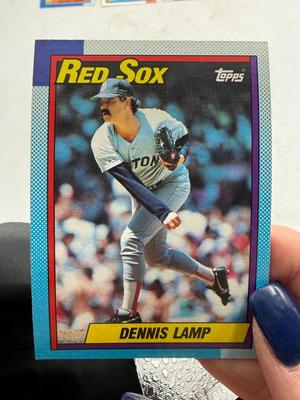 RED SOX
topps
TON
DENNIS LAMP